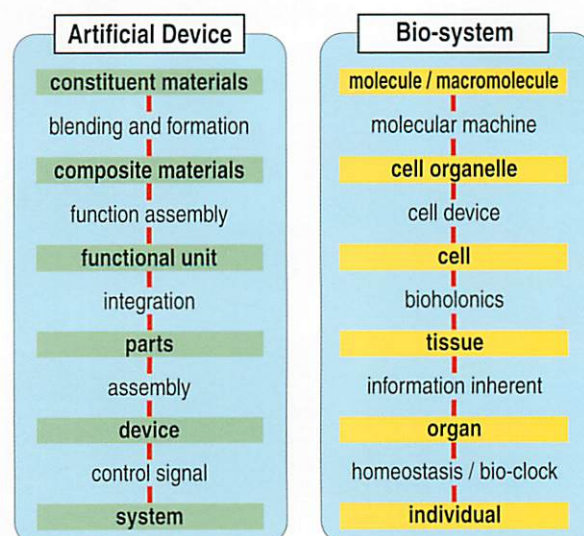 Artificial Device
constituent materials
blending and formation
composite materials
function assembly
functional unit
integration
parts
assembly
device
control signal
system
Bio-system
molecule / macromolecule
molecular machine
cell organelle
cell device
cell
bioholonics
tissue
information inherent
organ
homeostasis / bio-clock
individual